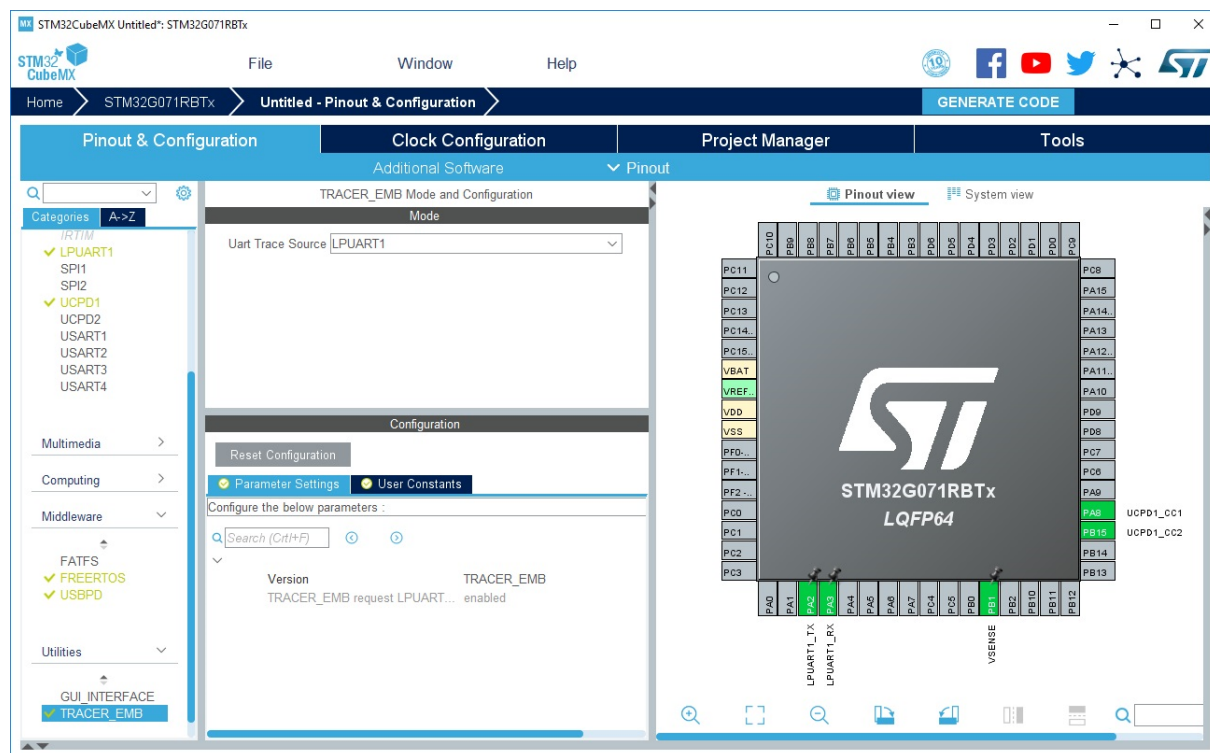 MX STM32CubeMX Untitled*: STM32G071RBTx
STM32 CubeMX
File Window Help
10
Home STM32G071RBTx Untitled - Pinout & Configuration GENERATE CODE
Pinout & Configuration Clock Configuration Project Manager Tools
Additional Software Pinout
Categories A->Z
IRTIM
LPUART1
SPI1
SPI2
UCPD1
UCPD2
USART1
USART2
USART3
USART4
Multimedia
Computing
Middleware
FATFS
FREERTOS
USBPD
Utilities
GUI_INTERFACE
TRACER_EMB
TRACER_EMB Mode and Configuration
Mode
Uart Trace Source LPUART1
Configuration
Reset Configuration
Parameter Settings User Constants
Configure the below parameters :
Search (Crtl+F)
Version TRACER_EMB
TRACER_EMB request LPUART... enabled
Pinout view System view
PC10 PB9 PB8 PB7 PB6 PB5 PB4 PB3 PD6 PD5 PD4 PD3 PD2 PD1 PD0 PC9
PC11
PC12
PC13
PC14..
PC15..
VBAT
VREF..
VDD
VSS
PF0-..
PF1-..
PF2 -..
PC0
PC1
PC2
PC3
STM32G071RBTx
LQFP64
PC8
PA15
PA14..
PA13
PA12..
PA11..
PA10
PD9
PD8
PC7
PC6
PA9
PA8 UCPD1_CC1
PB15 UCPD1_CC2
PB14
PB13
PA0 PA1 PA2 PA3 PA4 PA5 PA6 PA7 PC4 PC5 PB0 PB1 PB2 PB10 PB11 PB12
LPUART1_TX
LPUART1_RX
VSENSE